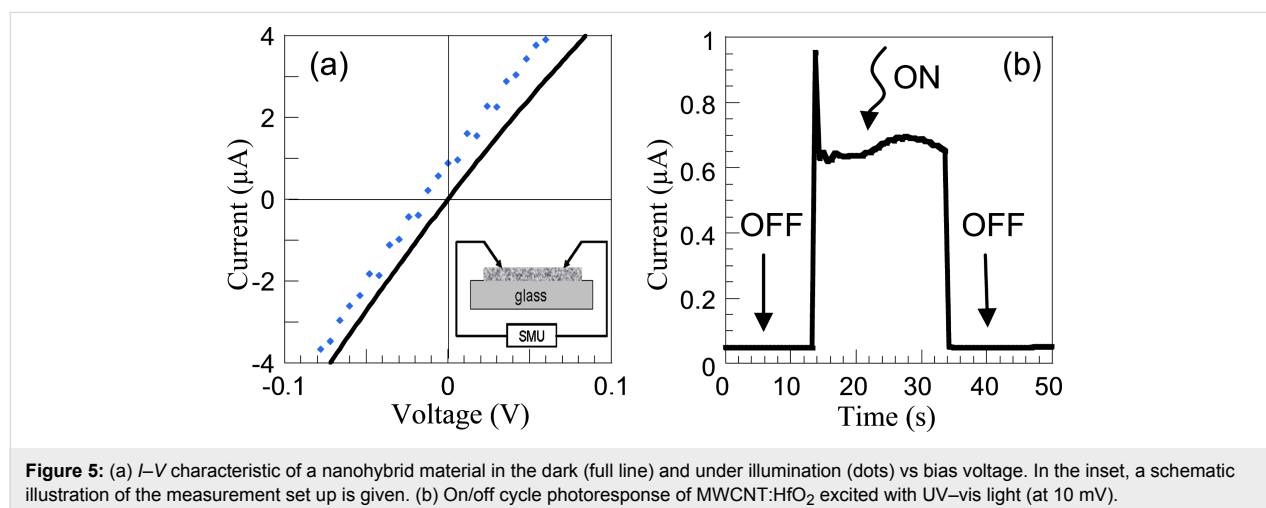 (a)
4
2
0
-2
-4
Current (µA)
-0.1
0
0.1
Voltage (V)
glass
SMU
(b)
1
0.8
0.6
0.4
0.2
0
Current (µA)
OFF
ON
OFF
0
10
20
30
40
50
Time (s)
Figure 5: (a) I–V characteristic of a nanohybrid material in the dark (full line) and under illumination (dots) vs bias voltage. In the inset, a schematic
illustration of the measurement set up is given. (b) On/off cycle photoresponse of MWCNT:HfO₂ excited with UV–vis light (at 10 mV).